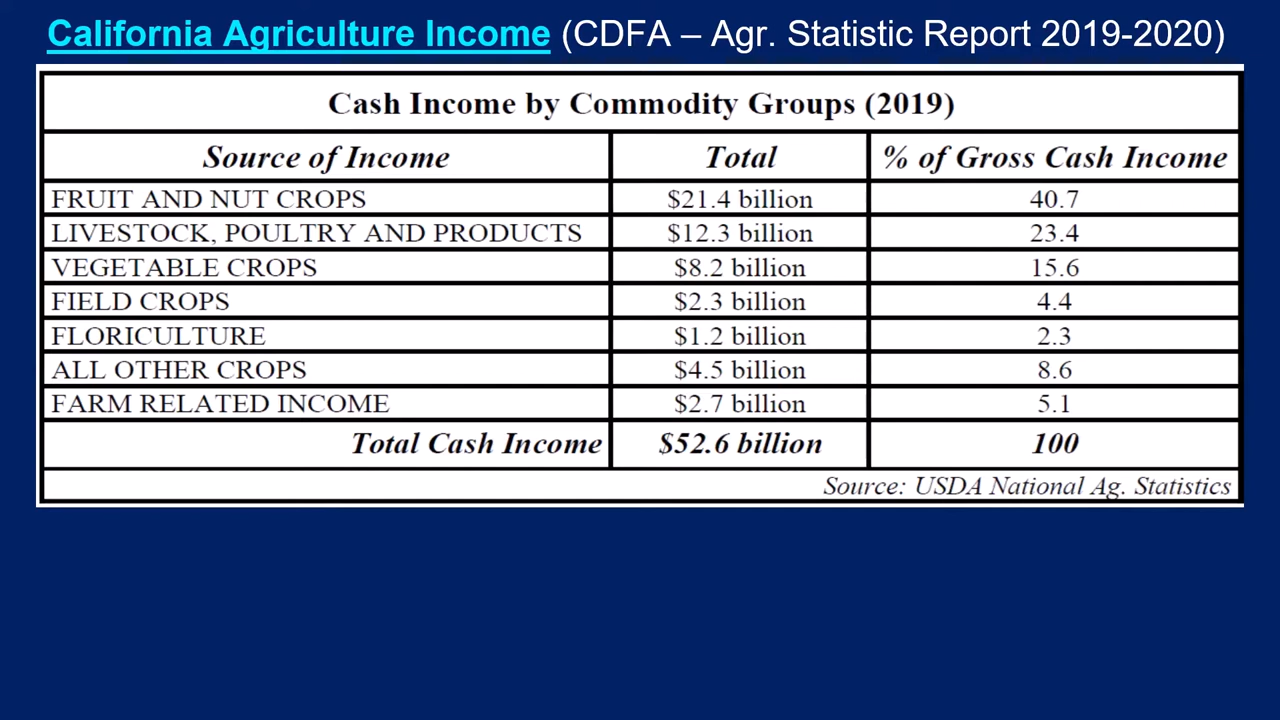 California Agriculture Income (CDFA – Agr. Statistic Report 2019-2020)
Cash Income by Commodity Groups (2019)
Source of Income Total % of Gross Cash Income
FRUIT AND NUT CROPS $21.4 billion 40.7
LIVESTOCK, POULTRY AND PRODUCTS $12.3 billion 23.4
VEGETABLE CROPS $8.2 billion 15.6
FIELD CROPS $2.3 billion 4.4
FLORICULTURE $1.2 billion 2.3
ALL OTHER CROPS $4.5 billion 8.6
FARM RELATED INCOME $2.7 billion 5.1
Total Cash Income $52.6 billion 100
Source: USDA National Ag. Statistics